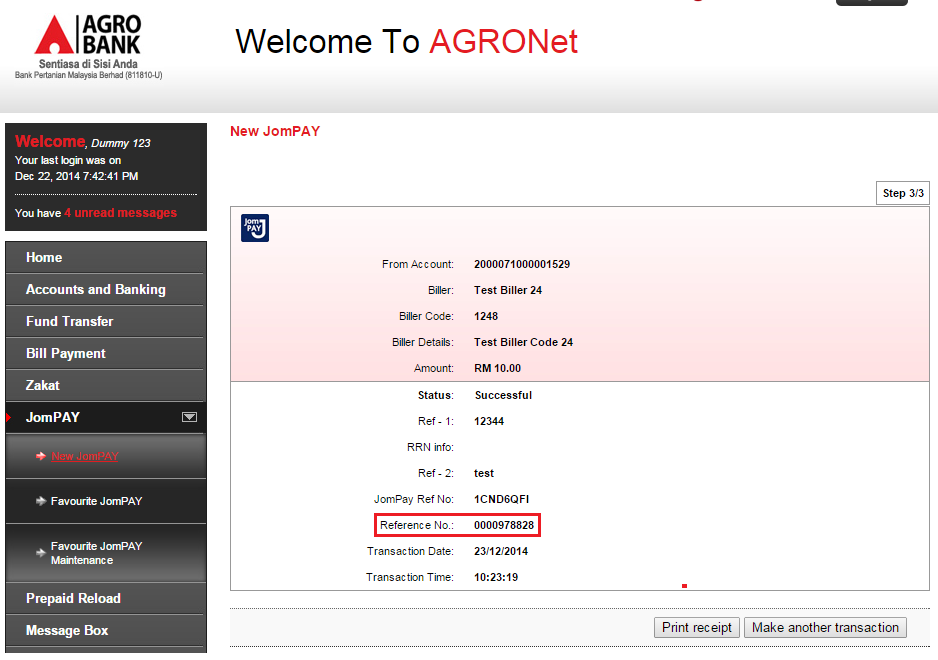 AGRO
BANK
Sentiasa di Sisi Anda
Bank Pertanian Malaysia Berhad (811810-U)
Welcome To AGRONet
Welcome, Dummy 123
Your last login was on
Dec 22, 2014 7:42:41 PM
You have 4 unread messages
Home
Accounts and Banking
Fund Transfer
Bill Payment
Zakat
JomPAY
New JomPAY
Favourite JomPAY
Favourite JomPAY
Maintenance
Prepaid Reload
Message Box
New JomPAY
Step 3/3
Jom
PAY
From Account: 2000071000001529
Biller: Test Biller 24
Biller Code: 1248
Biller Details: Test Biller Code 24
Amount: RM 10.00
Status: Successful
Ref - 1: 12344
RRN info:
Ref - 2: test
JomPay Ref No: 1CND6QFI
Reference No.: 0000978828
Transaction Date: 23/12/2014
Transaction Time: 10:23:19
Print receipt
Make another transaction